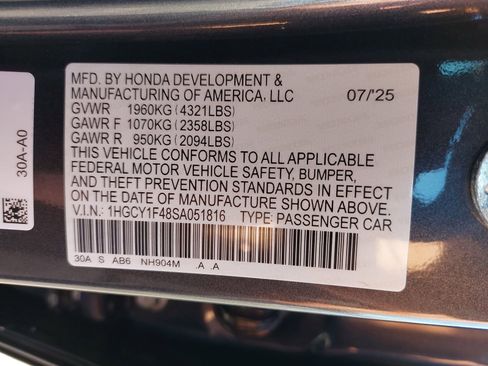 MFD. BY HONDA DEVELOPMENT &
MANUFACTURING OF AMERICA, LLC 07/'25
GVWR 1960KG (4321LBS)
GAWR F 1070KG (2358LBS)
GAWR R 950KG (2094LBS)
THIS VEHICLE CONFORMS TO ALL APPLICABLE
FEDERAL MOTOR VEHICLE SAFETY, BUMPER,
AND THEFT PREVENTION STANDARDS IN EFFECT
ON THE DATE OF MANUFACTURE SHOWN ABOVE.
V.I.N.: 1HGCY1F48SA051816 TYPE: PASSENGER CAR
30A S AB6 NH904M .A .A
30A-A0